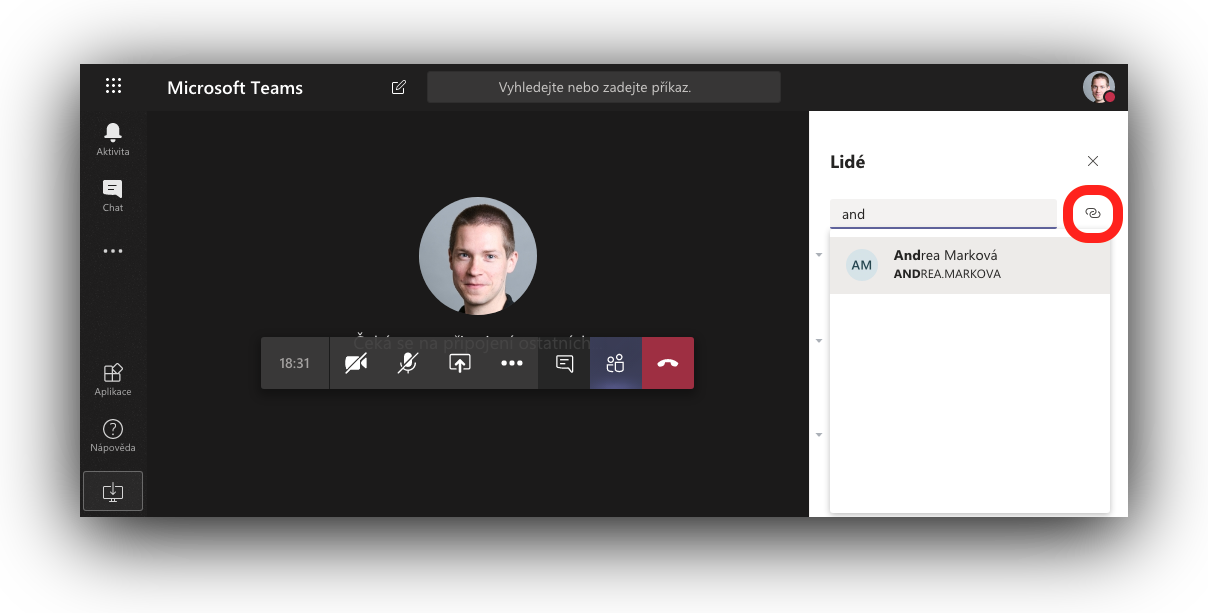 Microsoft Teams
Vyhledejte nebo zadejte příkaz.
Aktivita
Chat
Aplikace
Nápověda
Čeká se na připojení ostatních
18:31
Lidé
and
AM
Andrea Marková
ANDREA.MARKOVA